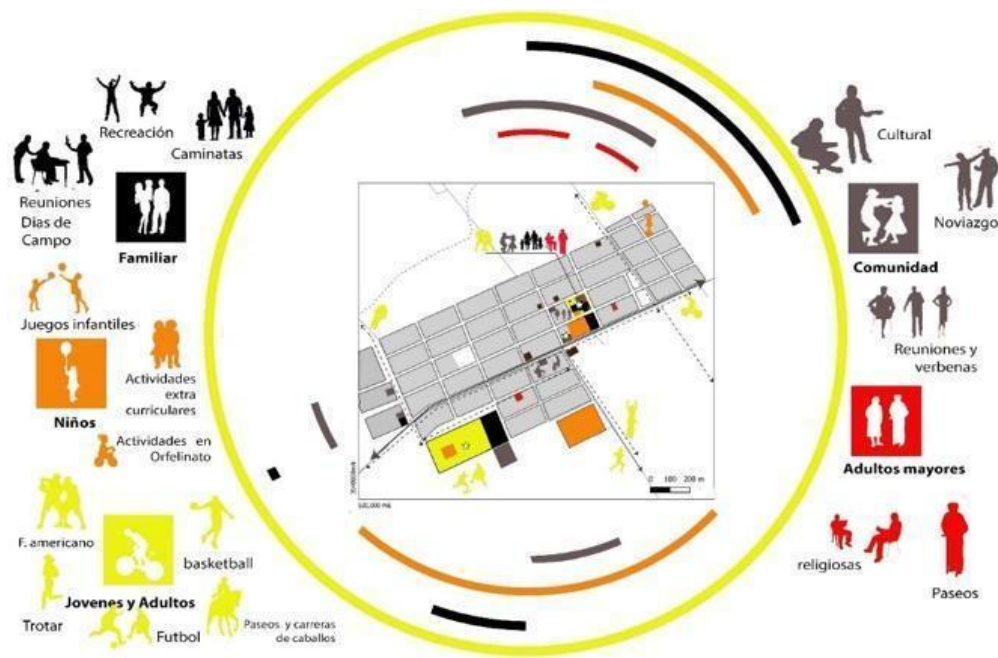 Recreación
Caminatas
Reuniones
Días de
Campo
Familiar
Juegos infantiles
Actividades
extra
curriculares
Niños
Actividades en
Orfelinato
F. americano
basketball
Jovenes y Adultos
Trotar
Futbol
Paseos y carreras
de caballos
0 100 200 m
Cultural
Noviazgo
Comunidad
Reuniones y
verbenas
Adultos mayores
religiosas
Paseos